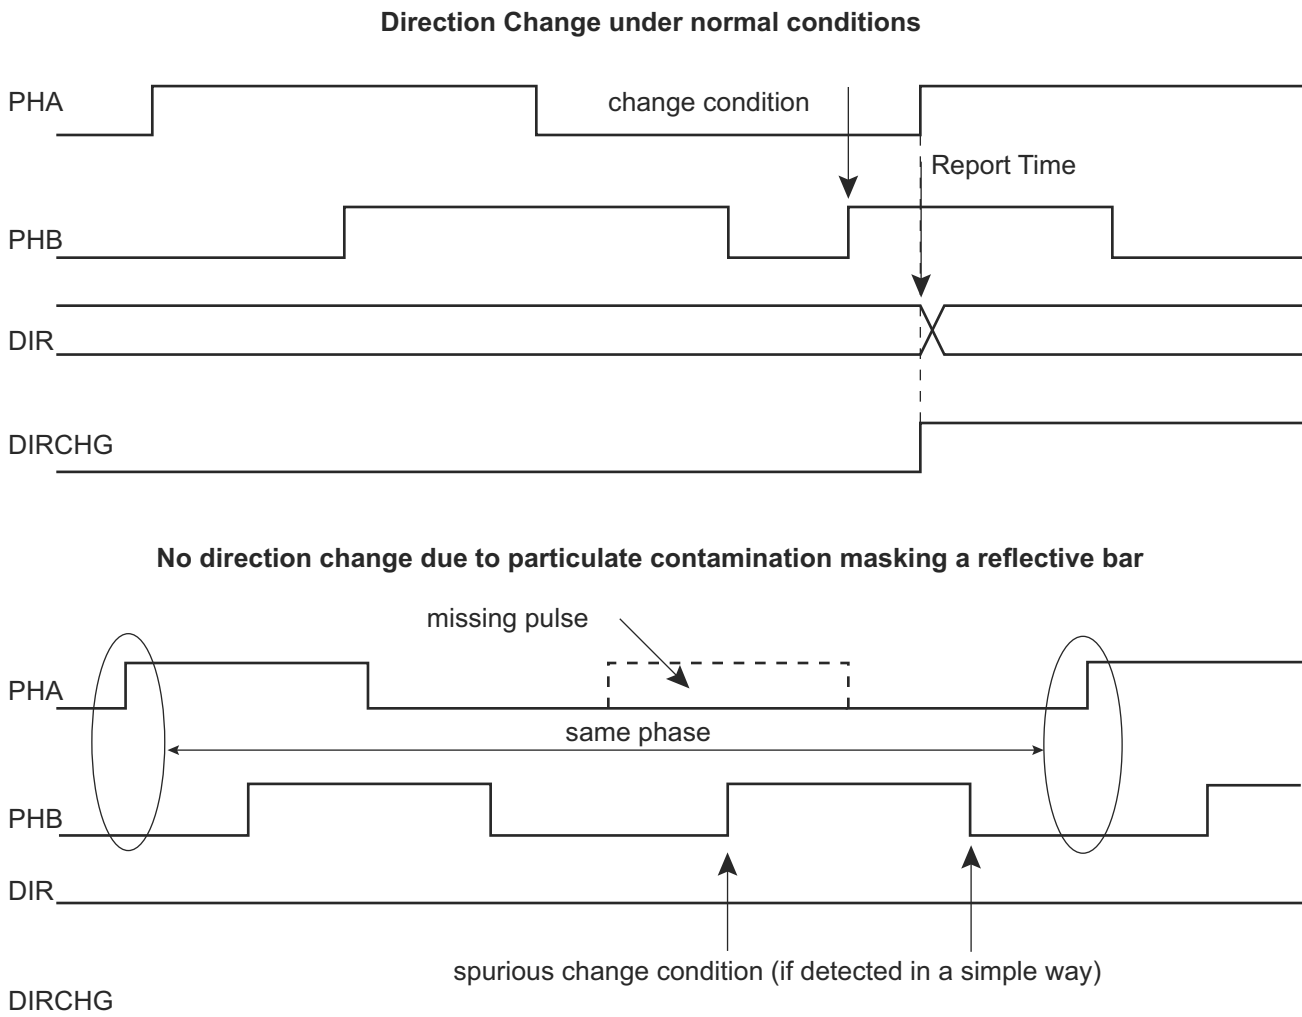 Direction Change under normal conditions
PHA
change condition
Report Time
PHB
DIR
DIRCHG
No direction change due to particulate contamination masking a reflective bar
missing pulse
PHA
same phase
PHB
DIR
spurious change condition (if detected in a simple way)
DIRCHG